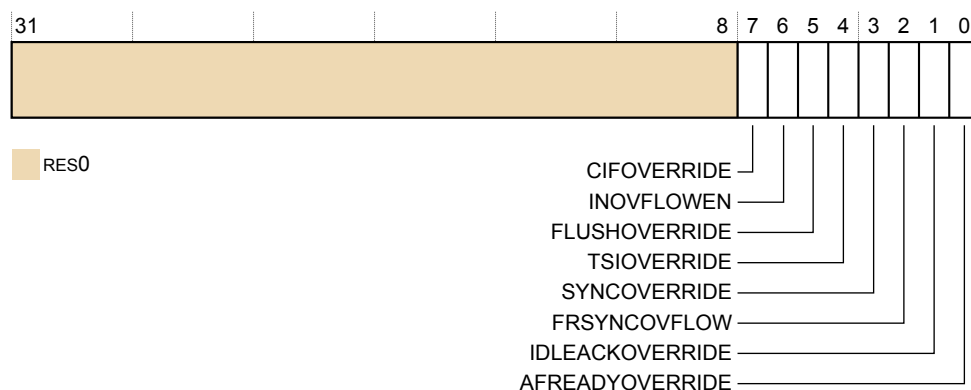 31 8 7 6 5 4 3 2 1 0
RES0
CIFOVERRIDE
INOVFLOWEN
FLUSHOVERRIDE
TSIOVERRIDE
SYNCOVERRIDE
FRSYNCOVFLOW
IDLEACKOVERRIDE
AFREADYOVERRIDE